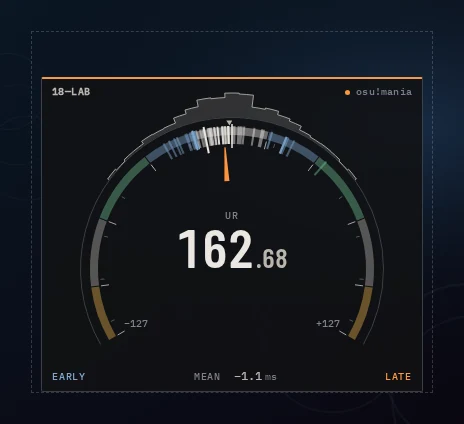 18—LAB
osu!mania
UR
162.68
−127
+127
EARLY
MEAN −1.1 ms
LATE